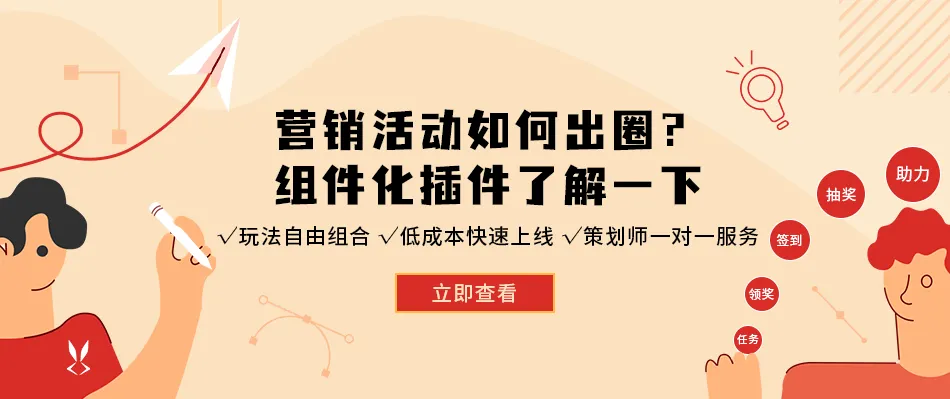 营销活动如何出圈？
组件化插件了解一下
√玩法自由组合 √低成本快速上线 √策划师一对一服务
立即查看
助力
抽奖
签到
领奖
任务